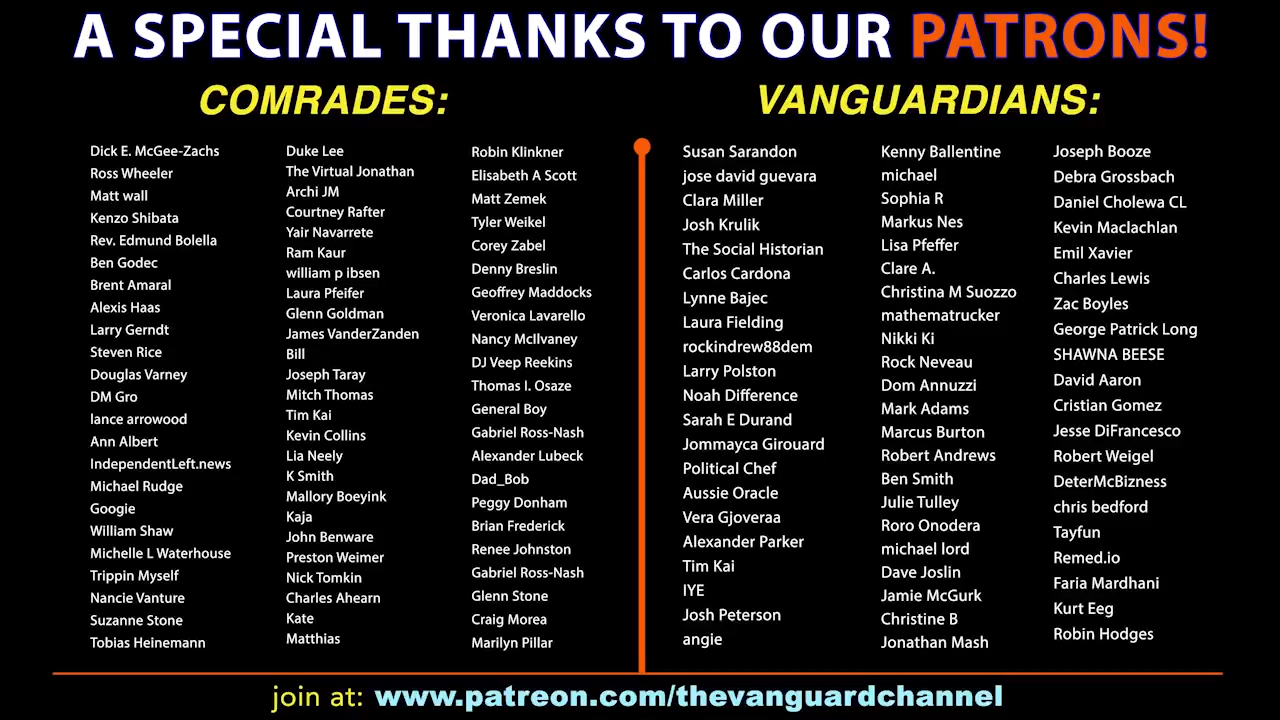 A SPECIAL THANKS TO OUR PATRONS!
COMRADES:
Dick E. McGee-Zachs
Ross Wheeler
Matt wall
Kenzo Shibata
Rev. Edmund Bolella
Ben Godec
Brent Amaral
Alexis Haas
Larry Gerndt
Steven Rice
Douglas Varney
DM Gro
lance arrowood
Ann Albert
IndependentLeft.news
Michael Rudge
Googie
William Shaw
Michelle L Waterhouse
Trippin Myself
Nancie Vanture
Suzanne Stone
Tobias Heinemann
Duke Lee
The Virtual Jonathan
Archi JM
Courtney Rafter
Yair Navarrete
Ram Kaur
william p ibsen
Laura Pfeifer
Glenn Goldman
James VanderZanden
Bill
Joseph Taray
Mitch Thomas
Tim Kai
Kevin Collins
Lia Neely
K Smith
Mallory Boeyink
Kaja
John Benware
Preston Weimer
Nick Tomkin
Charles Ahearn
Kate
Matthias
Robin Klinkner
Elisabeth A Scott
Matt Zemek
Tyler Weikel
Corey Zabel
Denny Breslin
Geoffrey Maddocks
Veronica Lavarello
Nancy McIlvaney
DJ Veep Reekins
Thomas I. Osaze
General Boy
Gabriel Ross-Nash
Alexander Lubeck
Dad_Bob
Peggy Donham
Brian Frederick
Renee Johnston
Gabriel Ross-Nash
Glenn Stone
Craig Morea
Marilyn Pillar
VANGUARDIANS:
Susan Sarandon
jose david guevara
Clara Miller
Josh Krulik
The Social Historian
Carlos Cardona
Lynne Bajec
Laura Fielding
rockindrew88dem
Larry Polston
Noah Difference
Sarah E Durand
Jommayca Girouard
Political Chef
Aussie Oracle
Vera Gjoveraa
Alexander Parker
Tim Kai
IYE
Josh Peterson
angie
Kenny Ballentine
michael
Sophia R
Markus Nes
Lisa Pfeffer
Clare A.
Christina M Suozzo
mathematrucker
Nikki Ki
Rock Neveau
Dom Annuzzi
Mark Adams
Marcus Burton
Robert Andrews
Ben Smith
Julie Tulley
Roro Onodera
michael lord
Dave Joslin
Jamie McGurk
Christine B
Jonathan Mash
Joseph Booze
Debra Grossbach
Daniel Cholewa CL
Kevin Maclachlan
Emil Xavier
Charles Lewis
Zac Boyles
George Patrick Long
SHAWNA BEESE
David Aaron
Cristian Gomez
Jesse DiFrancesco
Robert Weigel
DeterMcBizness
chris bedford
Tayfun
Remed.io
Faria Mardhani
Kurt Eeg
Robin Hodges
join at: www.patreon.com/thevanguardchannel